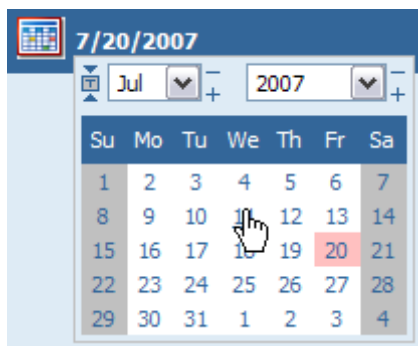 7/20/2007
T Jul − + 2007 − +
Su Mo Tu We Th Fr Sa
1 2 3 4 5 6 7
8 9 10 12 13 14
15 16 17 19 20 21
22 23 24 25 26 27 28
29 30 31 1 2 3 4